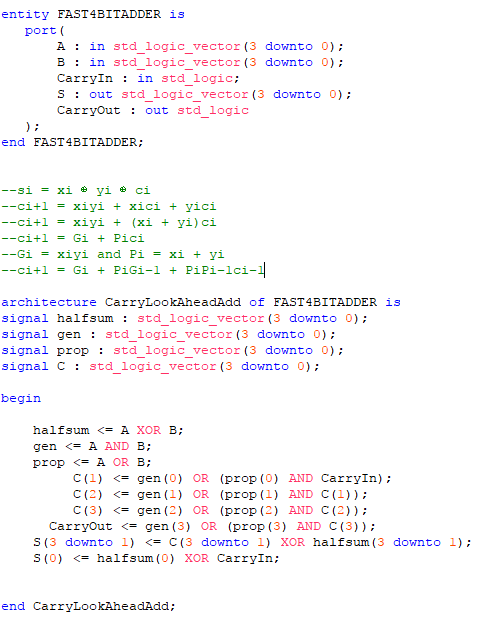 entity FAST4BITADDER is
port(
A : in std_logic_vector(3 downto 0);
B : in std_logic_vector(3 downto 0);
CarryIn : in std_logic;
S : out std_logic_vector(3 downto 0);
CarryOut : out std_logic
);
end FAST4BITADDER;
--si = xi ⊕ yi ⊕ ci
--ci+1 = xiyi + xici + yici
--ci+1 = xiyi + (xi + yi)ci
--ci+1 = Gi + Pici
--Gi = xiyi and Pi = xi + yi
--ci+1 = Gi + PiGi-1 + PiPi-1ci-1
architecture CarryLookAheadAdd of FAST4BITADDER is
signal halfsum : std_logic_vector(3 downto 0);
signal gen : std_logic_vector(3 downto 0);
signal prop : std_logic_vector(3 downto 0);
signal C : std_logic_vector(3 downto 0);
begin
halfsum <= A XOR B;
gen <= A AND B;
prop <= A OR B;
C(1) <= gen(0) OR (prop(0) AND CarryIn);
C(2) <= gen(1) OR (prop(1) AND C(1));
C(3) <= gen(2) OR (prop(2) AND C(2));
CarryOut <= gen(3) OR (prop(3) AND C(3));
S(3 downto 1) <= C(3 downto 1) XOR halfsum(3 downto 1);
S(0) <= halfsum(0) XOR CarryIn;
end CarryLookAheadAdd;